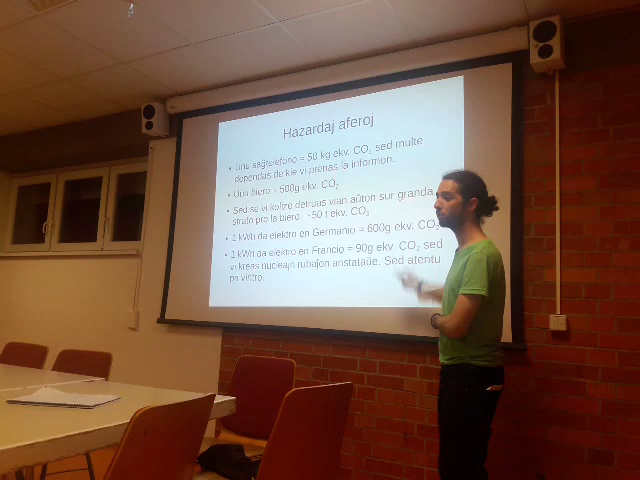 Hazardaj aferoj
• Unu saĝtelefono = 50 kg ekv. CO₂ sed multe
dependas de kie vi prenas la informon.
• Unu biero = 500g ekv. CO₂
• Sed se vi kolize detruas vian aŭton sur granda
strato pro la biero ~50 t ekv. CO₂
• 1 kWh da elektro en Germanio = 600g ekv. CO₂
• 1 kWh da elektro en Francio = 90g ekv. CO₂ sed
vi kreas nucleajn rubaĵojn anstataŭe. Sed atentu
pri vintro.